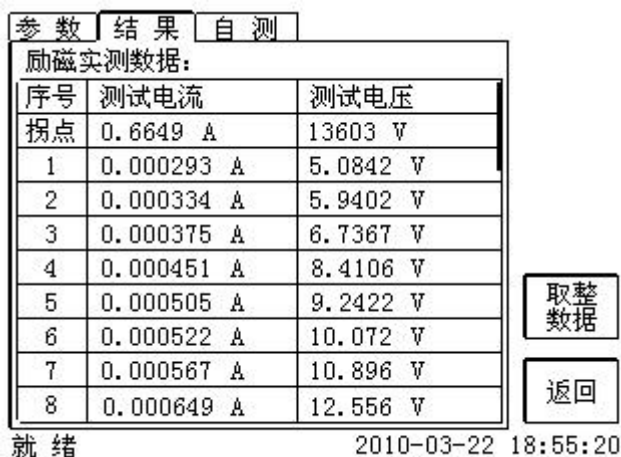 参 数 结 果 自 测
励磁实测数据:
序号 测试电流 测试电压
拐点 0.6649 A 13603 V
1 0.000293 A 5.0842 V
2 0.000334 A 5.9402 V
3 0.000375 A 6.7367 V
4 0.000451 A 8.4106 V
5 0.000505 A 9.2422 V
6 0.000522 A 10.072 V
7 0.000567 A 10.896 V
8 0.000649 A 12.556 V
取整
数据
返回
就 绪 2010-03-22 18:55:20